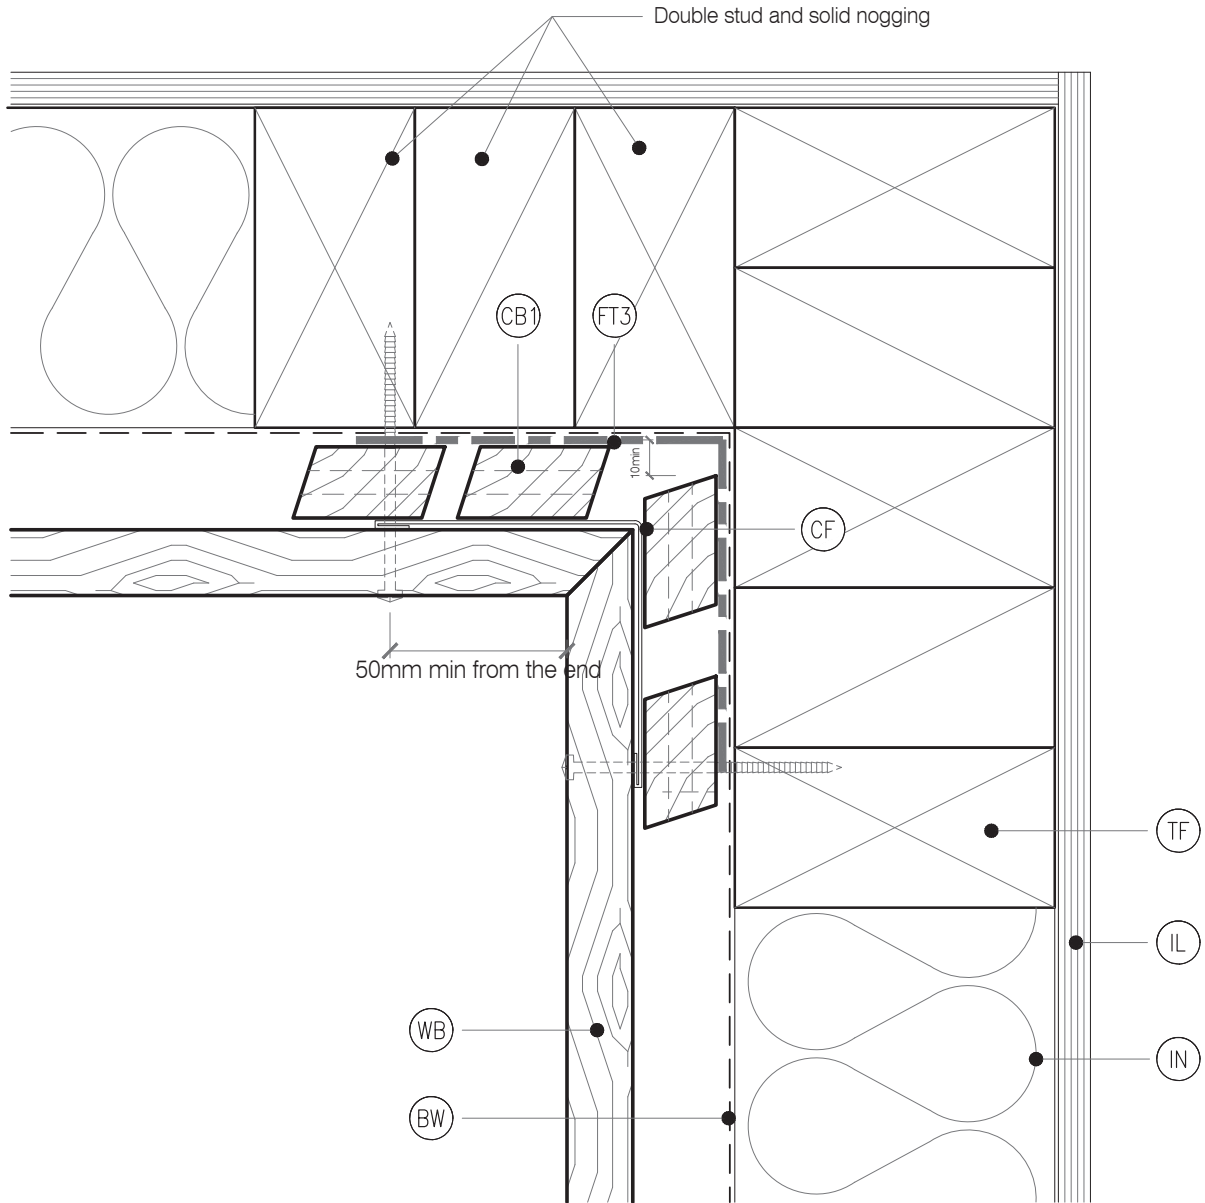 Double stud and solid nogging
CB1
FT3
10min
CF
50mm min from the end
TF
IL
WB
IN
BW